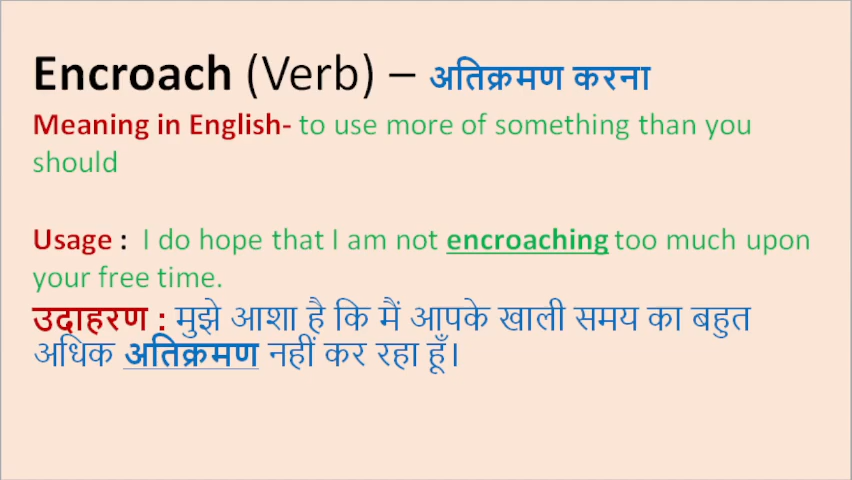 Encroach (Verb) – अतिक्रमण करना
Meaning in English- to use more of something than you
should
Usage : I do hope that I am not encroaching too much upon
your free time.
उदाहरण : मुझे आशा है कि मैं आपके खाली समय का बहुत
अधिक अतिक्रमण नहीं कर रहा हूँ।